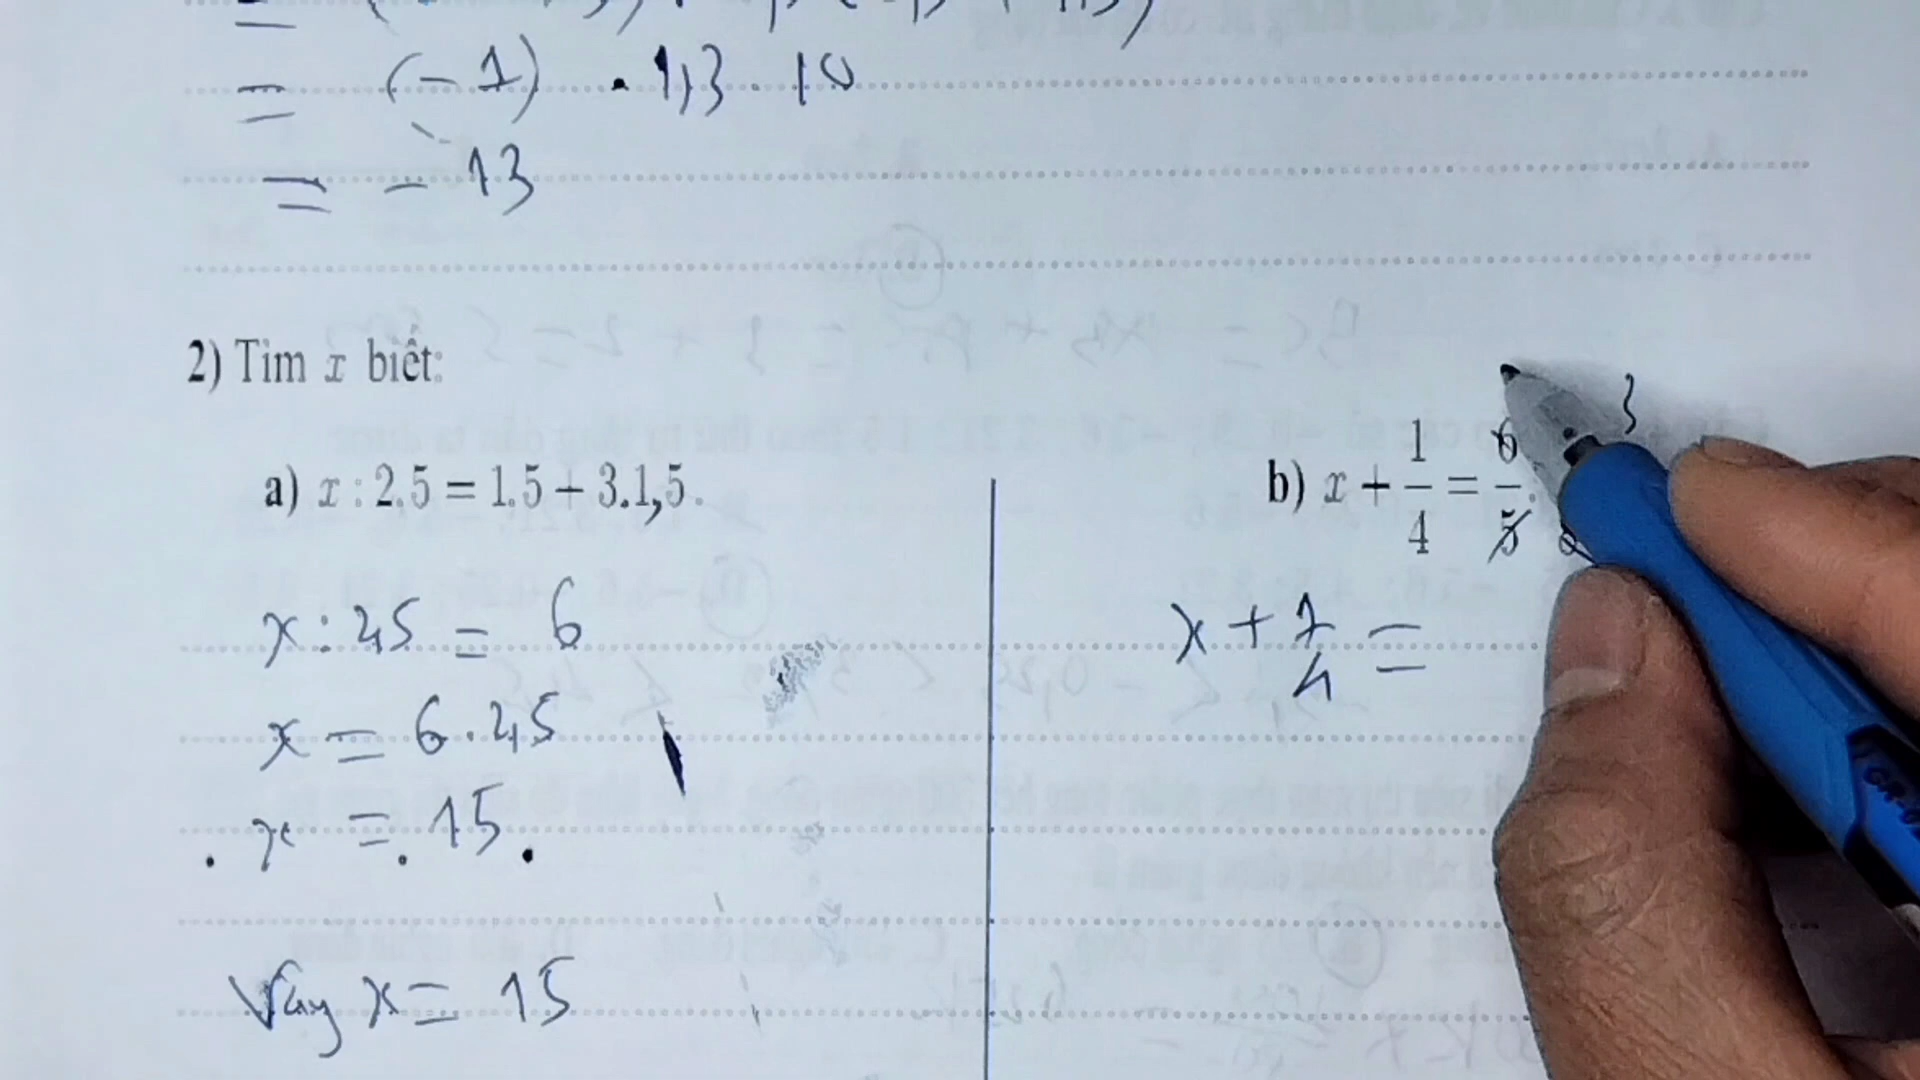 = (-1) . 1,3 . 10
= - 13
2) Tìm x biết:
a) x : 2,5 = 1,5 + 3.1,5.
x : 2,5 = 6
x = 6 . 2,5
x = 15
Vậy x = 15
b) x + 1/4 = 6/5 .
3
x + 1/4 =